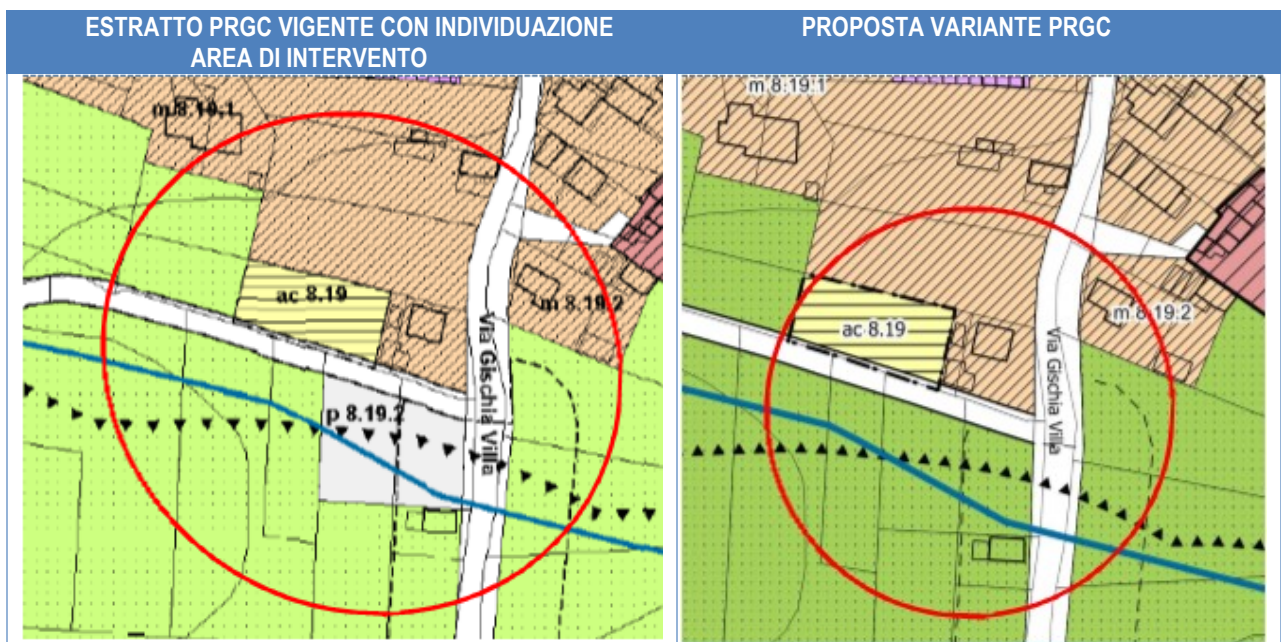 ESTRATTO PRGC VIGENTE CON INDIVIDUAZIONE
AREA DI INTERVENTO
PROPOSTA VARIANTE PRGC
m 8.19.1
ac 8.19
m 8.19.2
p 8.19.2
Via Gischia Villa
m 8.19.1
ac 8.19
m 8.19.2
Via Gischia Villa